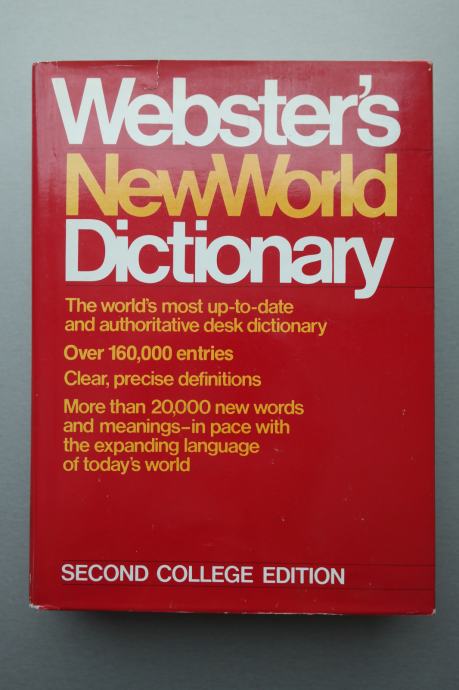 Webster's
NewWorld
Dictionary
The world's most up-to-date
and authoritative desk dictionary
Over 160,000 entries
Clear, precise definitions
More than 20,000 new words
and meanings–in pace with
the expanding language
of today's world
SECOND COLLEGE EDITION